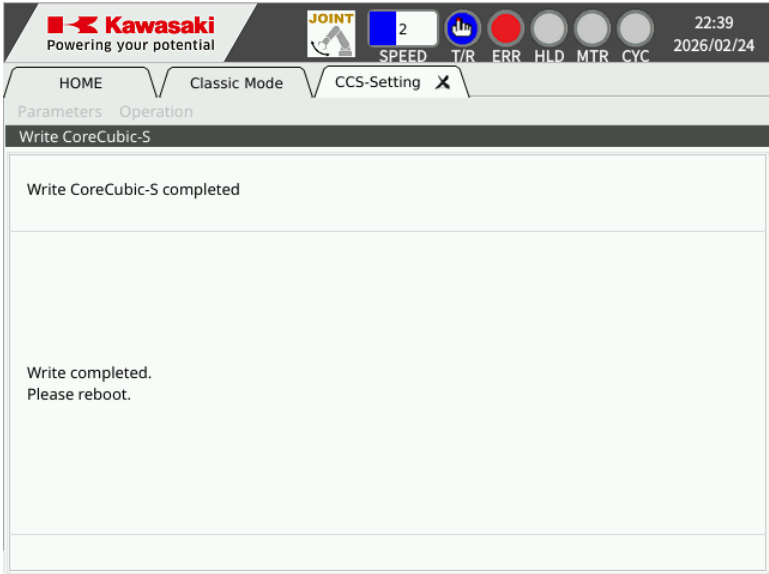 Kawasaki
Powering your potential
JOINT
2
SPEED
T/R
ERR
HLD
MTR
CYC
22:39
2026/02/24
HOME
Classic Mode
CCS-Setting
Parameters Operation
Write CoreCubic-S
Write CoreCubic-S completed
Write completed.
Please reboot.